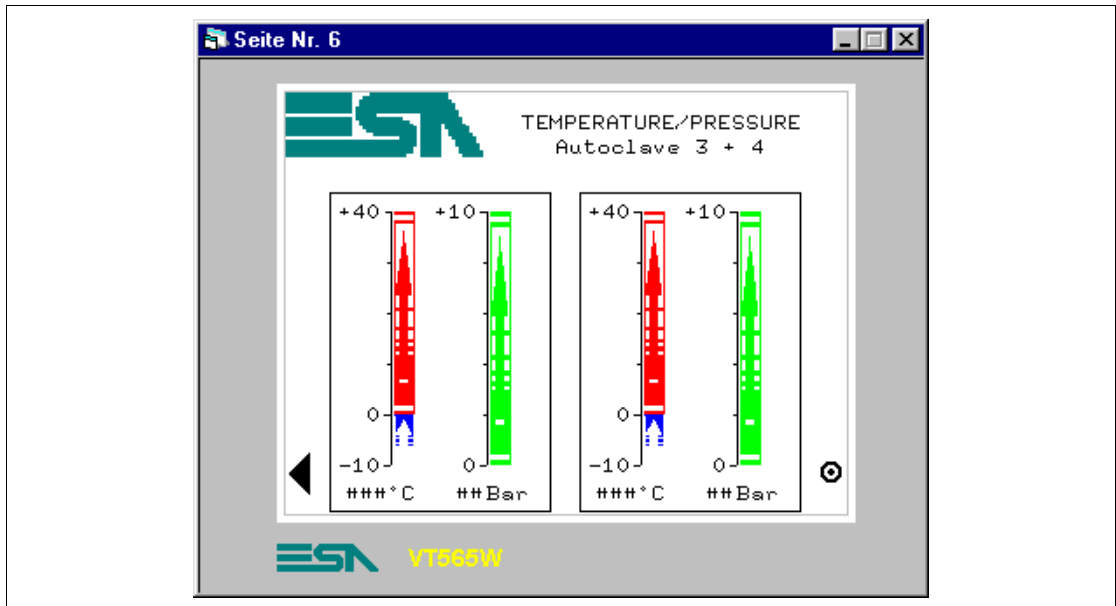 Seite Nr. 6
ESA
TEMPERATURE/PRESSURE
Autoclave 3 + 4
+40 +10 +40 +10
0 0
-10 0 -10 0
###°C ##Bar ###°C ##Bar
ESA VT565W